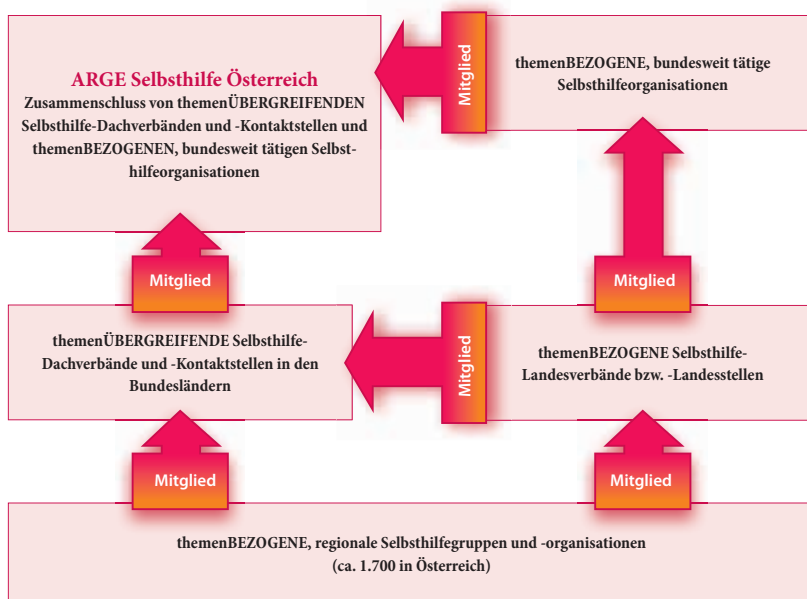 ARGE Selbsthilfe Österreich
Zusammenschluss von themenÜBERGREIFENDEN
Selbsthilfe-Dachverbänden und -Kontaktstellen und
themenBEZOGENEN, bundesweit tätigen Selbst-
hilfeorganisationen
Mitglied
themenBEZOGENE, bundesweit tätige
Selbsthilfeorganisationen
Mitglied
Mitglied
themenÜBERGREIFENDE Selbsthilfe-
Dachverbände und -Kontaktstellen in den
Bundesländern
Mitglied
themenBEZOGENE Selbsthilfe-
Landesverbände bzw. -Landesstellen
Mitglied
Mitglied
themenBEZOGENE, regionale Selbsthilfegruppen und -organisationen
(ca. 1.700 in Österreich)